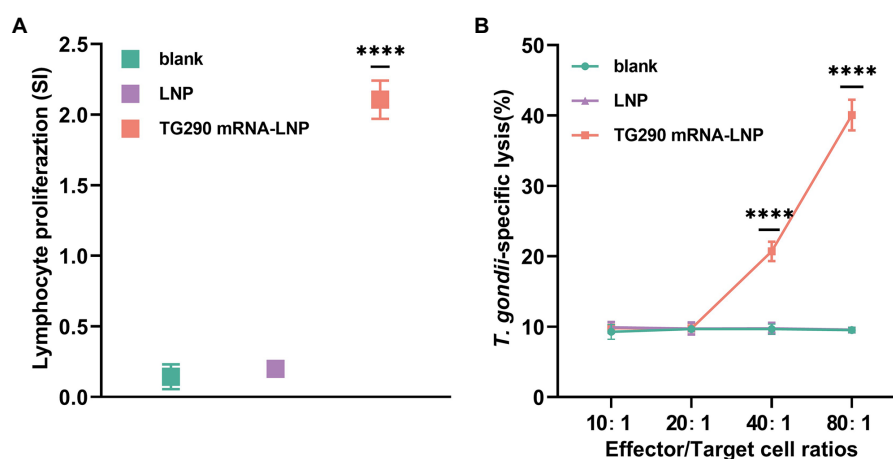 A
Lymphocyte proliferaztion (SI)
2.5
2.0
1.5
1.0
0.5
0.0
blank
LNP
TG290 mRNA-LNP
****
B
T. gondii-specific lysis(%)
50
40
30
20
10
0
blank
LNP
TG290 mRNA-LNP
****
****
10: 1 20: 1 40: 1 80: 1
Effector/Target cell ratios